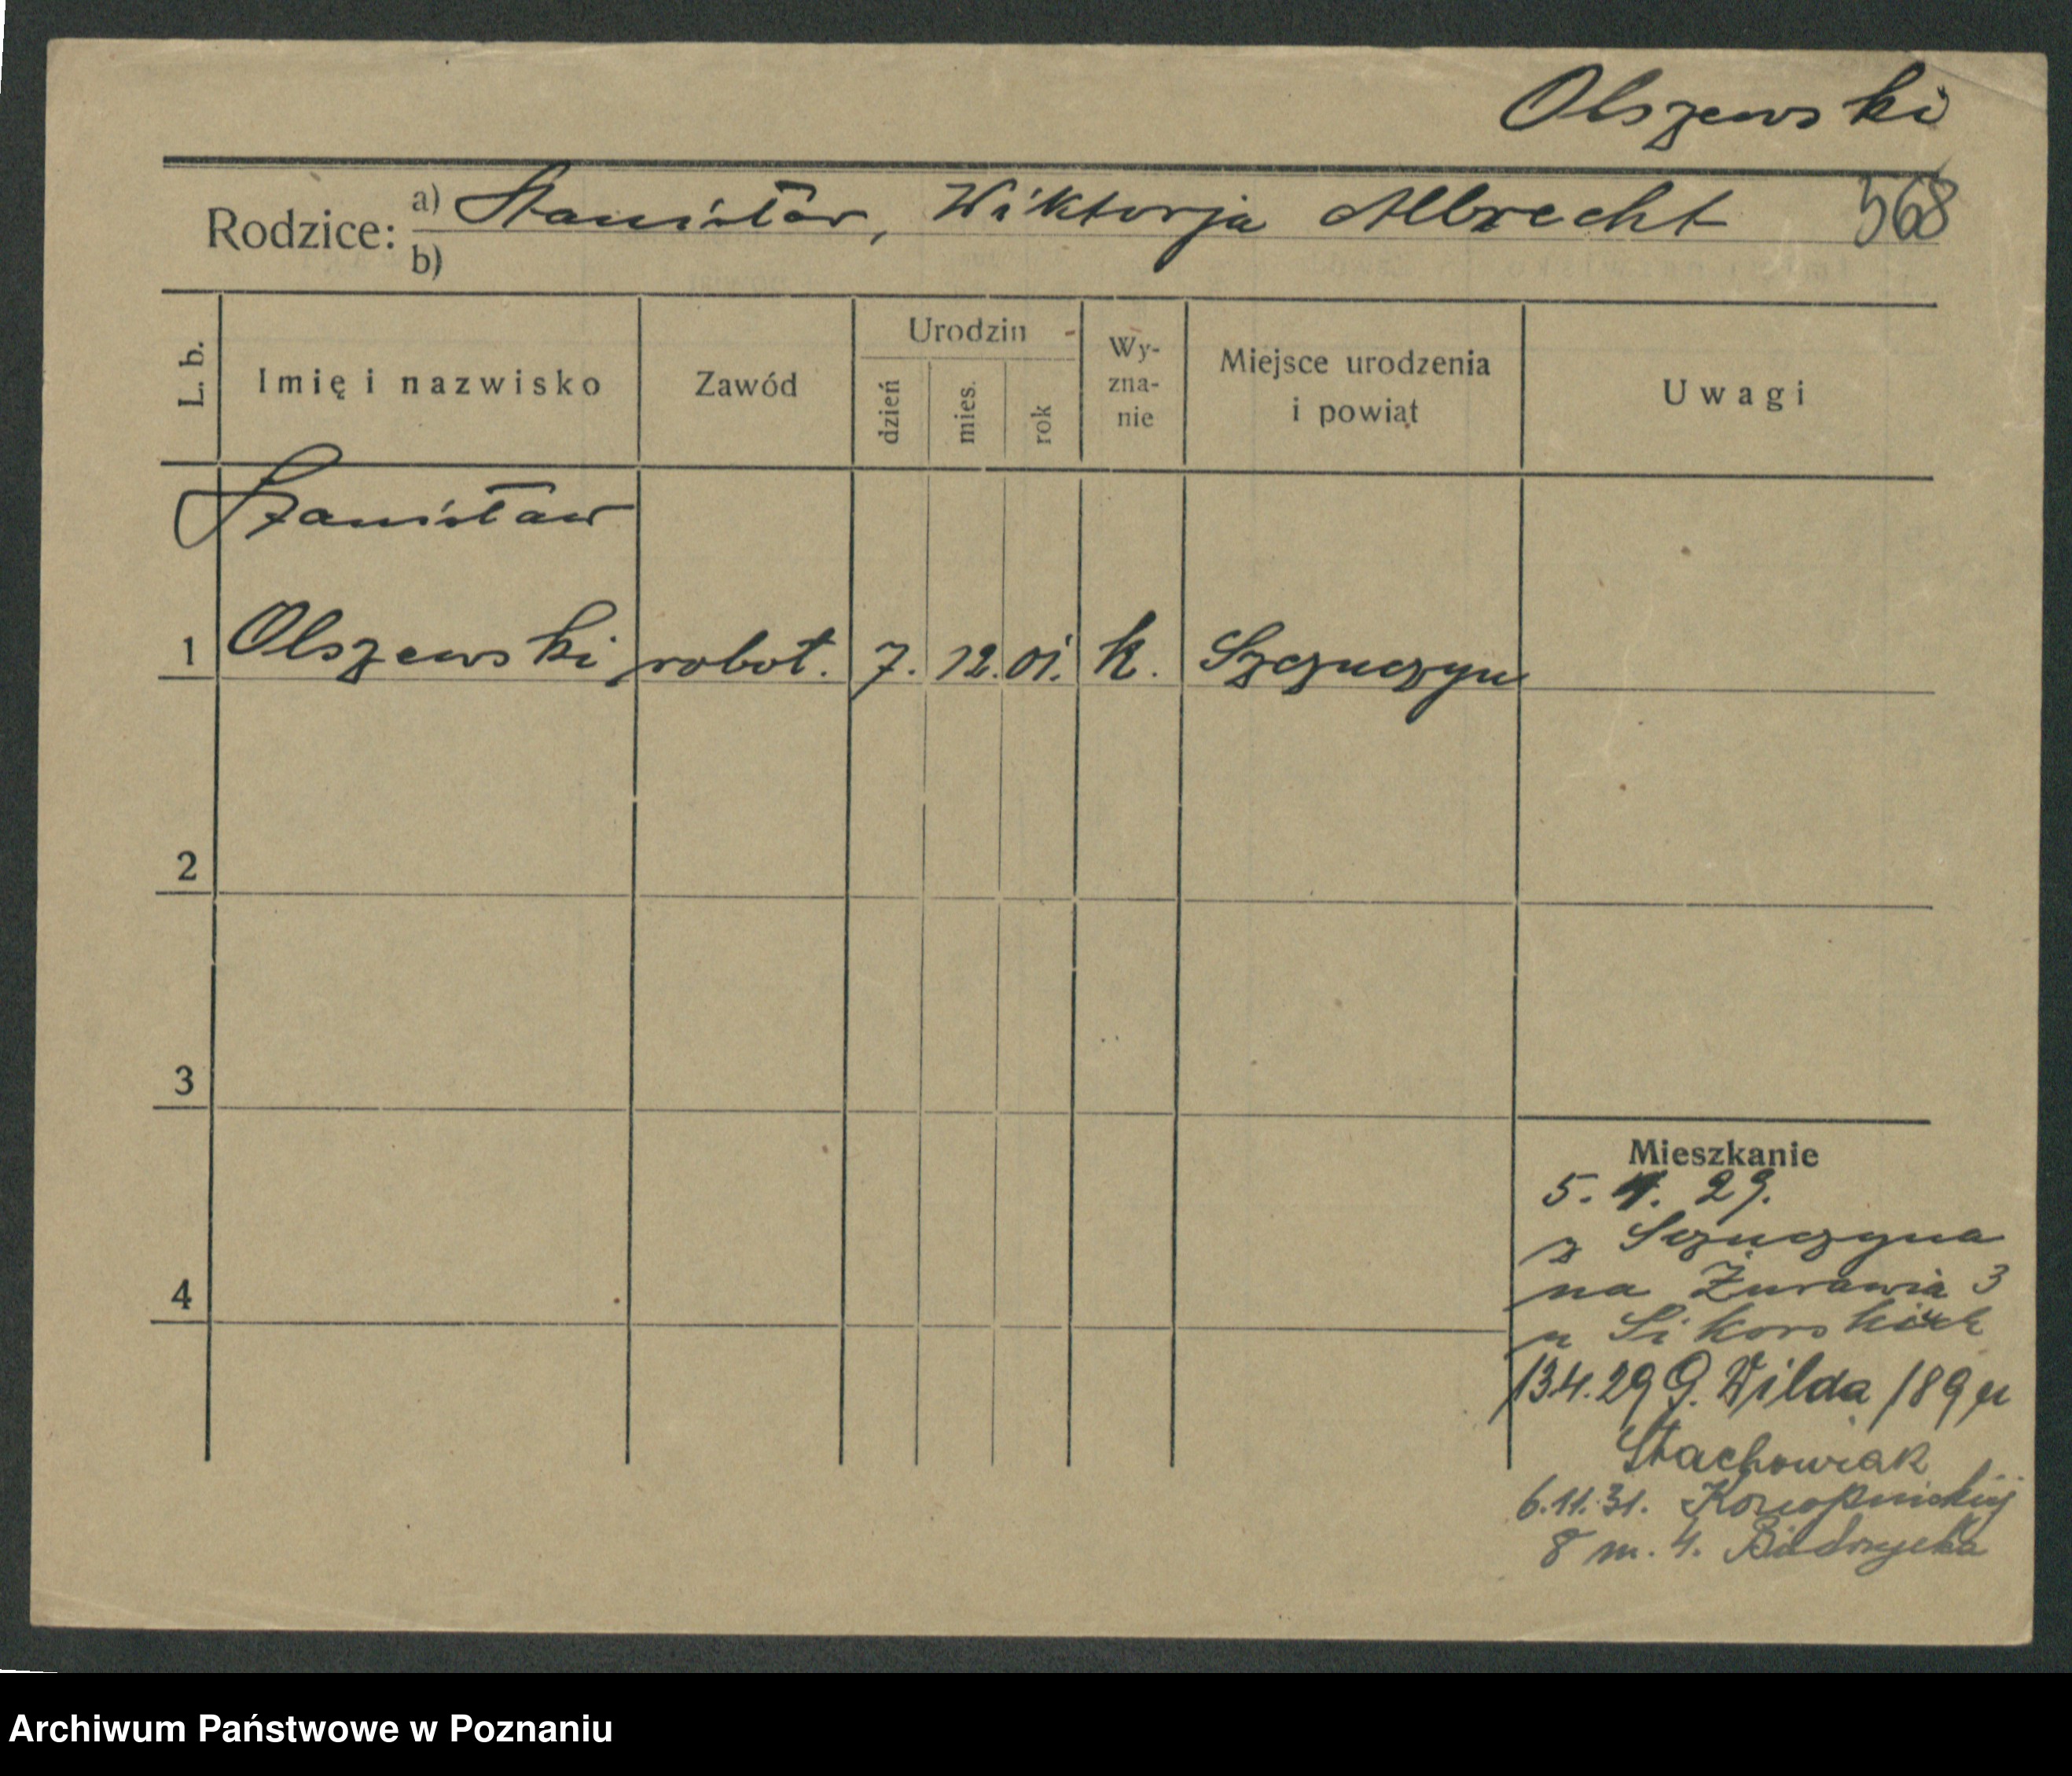 Olszewski
568
Rodzice: a) Stanisław, Wiktorja Albrecht
b)
L. b.
Imię i nazwisko
Zawód
Urodzin
dzień
mies.
rok
Wy-
zna-
nie
Miejsce urodzenia
i powiat
Uwagi
Stanisław
1 Olszewski robot. 7. 12. 01. k. Szczuczyn
2
3
4
Mieszkanie
5. 4. 29.
z Szczuczyna
na Żurawia 3
u Sikorskich
13.4.29 G. Wilda 189 u
Stachowiak
6.11.31.
8 m. 4.
Archiwum Państwowe w Poznaniu